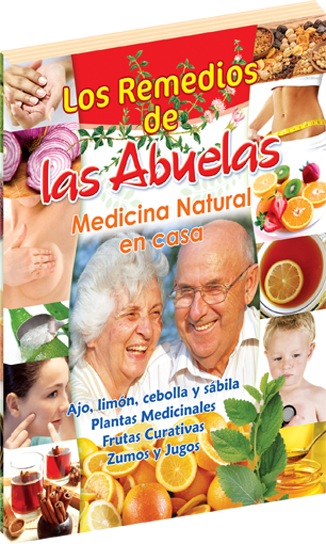 Los Remedios
de
las Abuelas
Medicina Natural
en casa
Ajo, limón, cebolla y sábila
Plantas Medicinales
Frutas Curativas
Zumos y Jugos